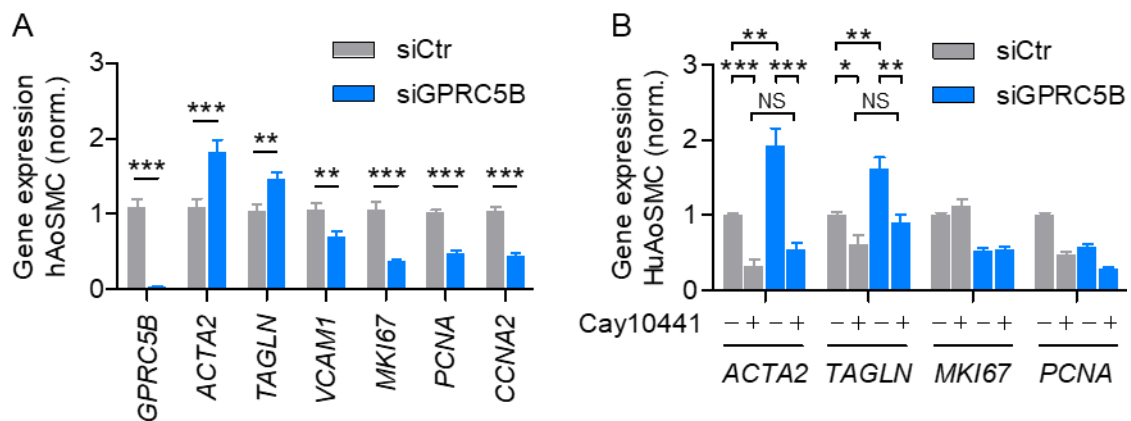 A
siCtr
siGPRC5B
Gene expression
hAoSMC (norm.)
3
2
1
0
***
***
**
**
***
***
***
GPRC5B
ACTA2
TAGLN
VCAM1
MKI67
PCNA
CCNA2
B
siCtr
siGPRC5B
Gene expression
HuAoSMC (norm.)
3
2
1
0
**
**
*** ***
* **
NS
NS
Cay10441
− + − + − + − + − + − + − + − +
ACTA2 TAGLN MKI67 PCNA